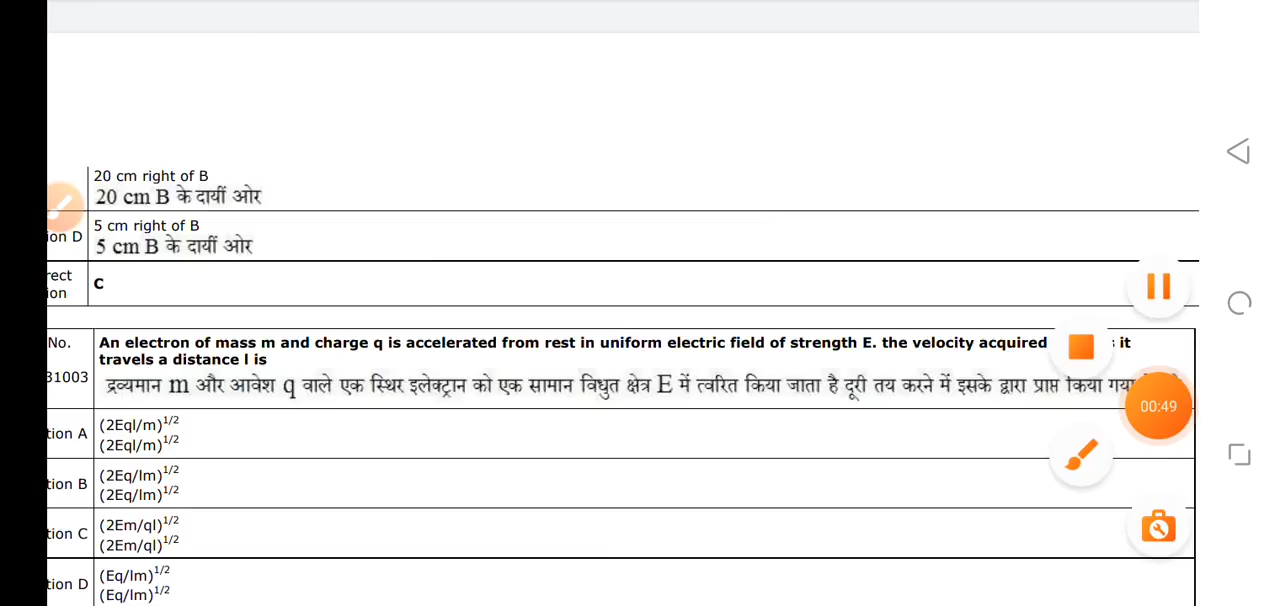 20 cm right of B
20 cm B के दायीं ओर
ion D
5 cm right of B
5 cm B के दायीं ओर
rect
ion
C
No.
31003
An electron of mass m and charge q is accelerated from rest in uniform electric field of strength E. the velocity acquired it
travels a distance l is
द्रव्यमान m और आवेश q वाले एक स्थिर इलेक्ट्रान को एक सामान विधुत क्षेत्र E में त्वरित किया जाता है दूरी तय करने में इसके द्वारा प्राप्त किया
00:49
tion A
(2Eql/m)^1/2
(2Eql/m)^1/2
tion B
(2Eq/lm)^1/2
(2Eq/lm)^1/2
tion C
(2Em/ql)^1/2
(2Em/ql)^1/2
tion D
(Eq/lm)^1/2
(Eq/lm)^1/2